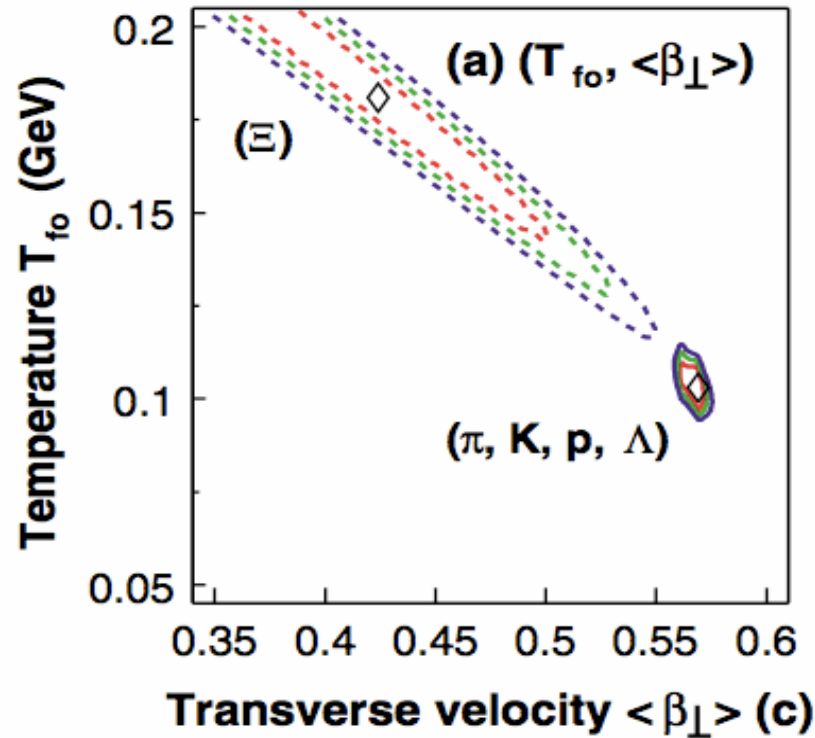 0.2
(a) (T fo, <β⊥>)
(Ξ)
0.15
Temperature T fo (GeV)
0.1
(π, K, p, Λ)
0.05
0.35 0.4 0.45 0.5 0.55 0.6
Transverse velocity <β⊥> (c)